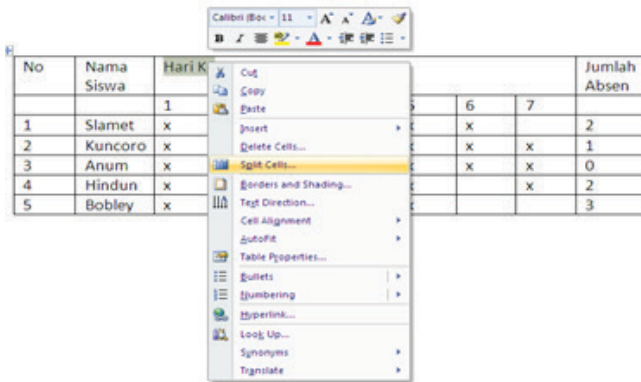 Calibri (Boc 11 A A A
B I A
No Nama Siswa Hari K Jumlah Absen
1 5 6 7
1 Slamet x x x 2
2 Kuncoro x x x x 1
3 Anum x x x x 0
4 Hindun x x x 2
5 Bobley x x 3
Cut
Copy
Paste
Insert
Delete Cells...
Split Cells...
Borders and Shading...
Text Direction...
Cell Alignment
AutoFit
Table Properties...
Bullets
Numbering
Hyperlink...
Look Up...
Synonyms
Translate